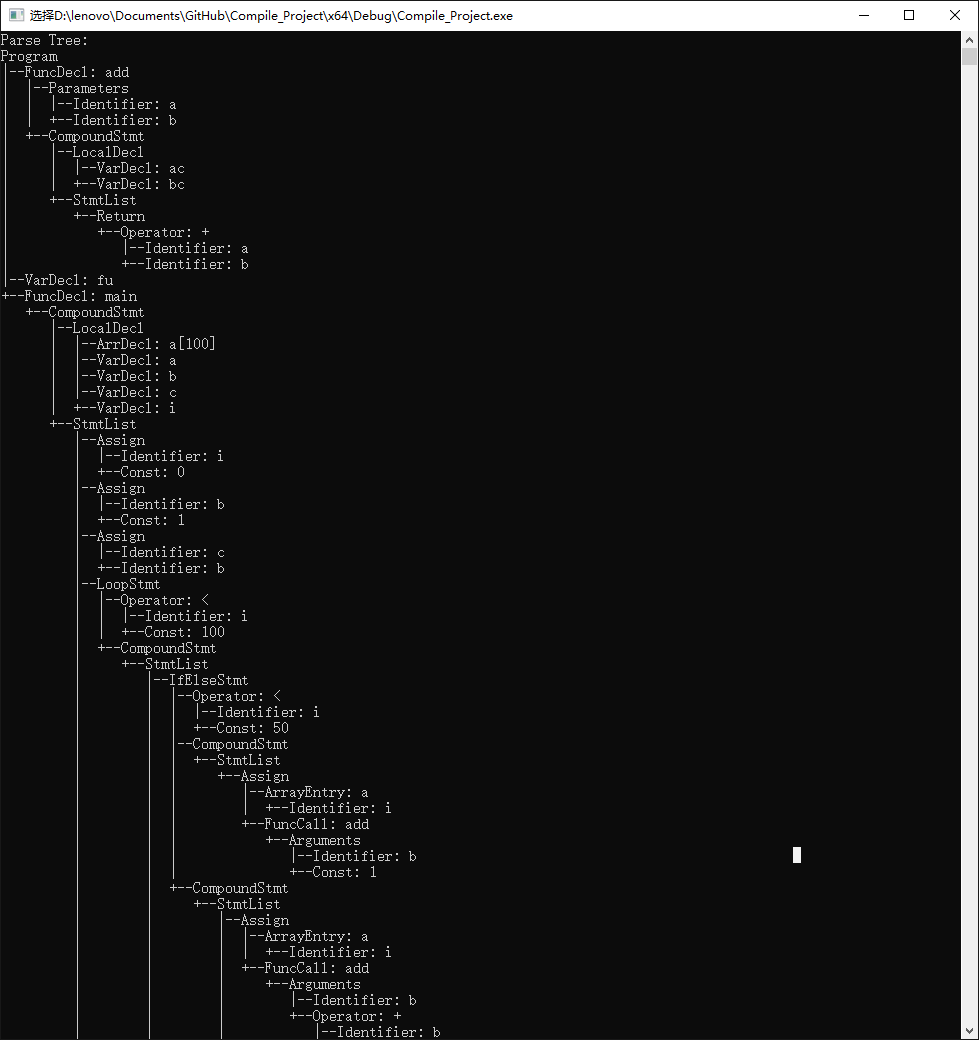 选择D:\lenovo\Documents\GitHub\Compile_Project\x64\Debug\Compile_Project.exe
Parse Tree:
Program
|--FuncDecl: add
|  |--Parameters
|  |  |--Identifier: a
|  |  +--Identifier: b
|  +--CompoundStmt
|     |--LocalDecl
|     |  |--VarDecl: ac
|     |  +--VarDecl: bc
|     +--StmtList
|        +--Return
|           +--Operator: +
|              |--Identifier: a
|              +--Identifier: b
|--VarDecl: fu
+--FuncDecl: main
   +--CompoundStmt
      |--LocalDecl
      |  |--ArrDecl: a[100]
      |  |--VarDecl: a
      |  |--VarDecl: b
      |  |--VarDecl: c
      |  +--VarDecl: i
      +--StmtList
         |--Assign
         |  |--Identifier: i
         |  +--Const: 0
         |--Assign
         |  |--Identifier: b
         |  +--Const: 1
         |--Assign
         |  |--Identifier: c
         |  +--Identifier: b
         |--LoopStmt
         |  |--Operator: <
         |  |  |--Identifier: i
         |  |  +--Const: 100
         |  +--CompoundStmt
         |     +--StmtList
         |        |--IfElseStmt
         |        |  |--Operator: <
         |        |  |  |--Identifier: i
         |        |  |  +--Const: 50
         |        |  |--CompoundStmt
         |        |  |  +--StmtList
         |        |  |     +--Assign
         |        |  |        |--ArrayEntry: a
         |        |  |        |  +--Identifier: i
         |        |  |        +--FuncCall: add
         |        |  |           +--Arguments
         |        |  |              |--Identifier: b
         |        |  |              +--Const: 1
         |        |  +--CompoundStmt
         |        |     +--StmtList
         |        |        |--Assign
         |        |        |  |--ArrayEntry: a
         |        |        |  |  +--Identifier: i
         |        |        |  +--FuncCall: add
         |        |        |     +--Arguments
         |        |        |        |--Identifier: b
         |        |        |        +--Operator: +
         |        |        |           |--Identifier: b